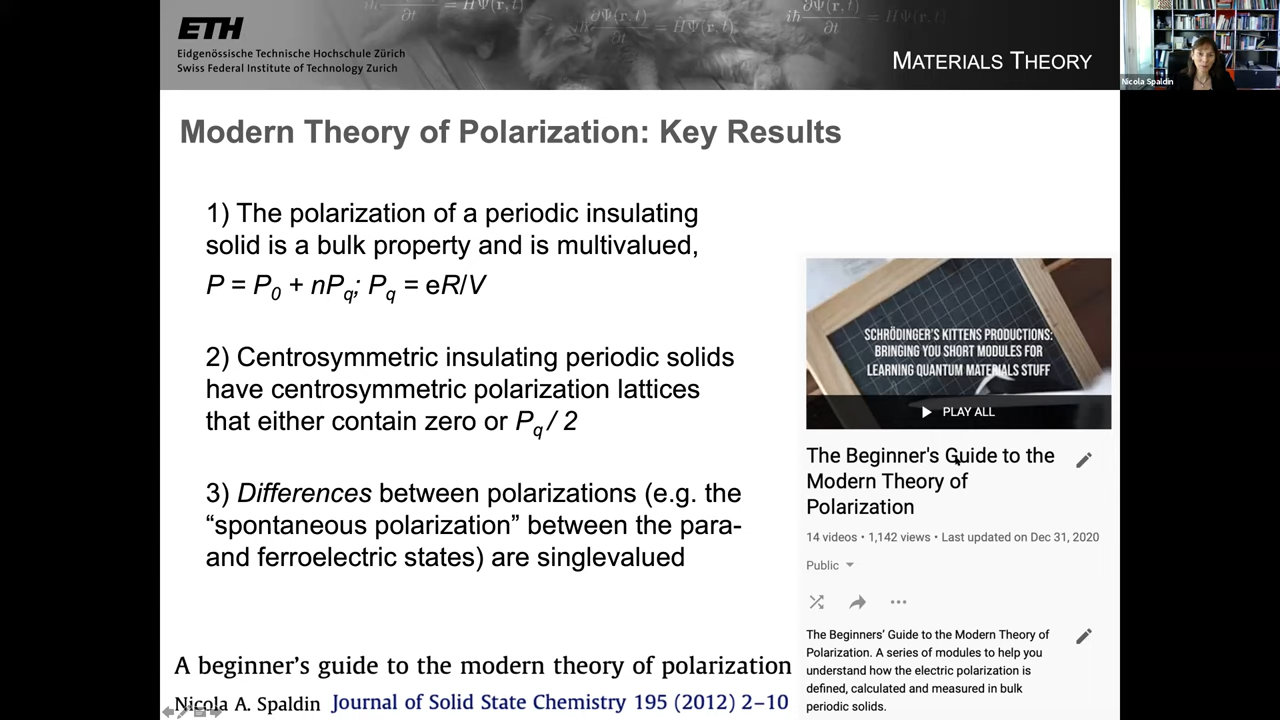 ETH
Eidgenössische Technische Hochschule Zürich
Swiss Federal Institute of Technology Zurich
∂t = HΨ(r, t)
iħ ∂Ψ(r, t) / ∂t = HΨ(r, t)
iħ ∂Ψ(r, t) / ∂t = HΨ(r, t)
MATERIALS THEORY
Nicola Spaldin
Modern Theory of Polarization: Key Results
1) The polarization of a periodic insulating
solid is a bulk property and is multivalued,
P = P0 + nPq; Pq = eR/V
2) Centrosymmetric insulating periodic solids
have centrosymmetric polarization lattices
that either contain zero or Pq / 2
3) Differences between polarizations (e.g. the
“spontaneous polarization” between the para-
and ferroelectric states) are singlevalued
SCHRÖDINGER'S KITTENS PRODUCTIONS:
BRINGING YOU SHORT MODULES FOR
LEARNING QUANTUM MATERIALS STUFF
PLAY ALL
The Beginner's Guide to the
Modern Theory of
Polarization
14 videos • 1,142 views • Last updated on Dec 31, 2020
Public
The Beginners’ Guide to the Modern Theory of
Polarization. A series of modules to help you
understand how the electric polarization is
defined, calculated and measured in bulk
periodic solids.
A beginner’s guide to the modern theory of polarization
Nicola A. Spaldin Journal of Solid State Chemistry 195 (2012) 2–10